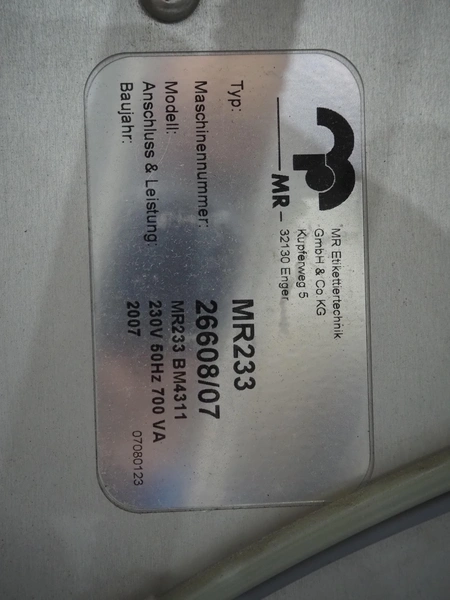 MR
MR Etikettiertechnik
GmbH & Co KG
Kupferweg 5
32130 Enger
Typ: MR233
Maschinennummer: 26608/07
Modell: MR233 BM4311
Anschluss & Leistung: 230V 50Hz 700 VA
Baujahr: 2007
07080123